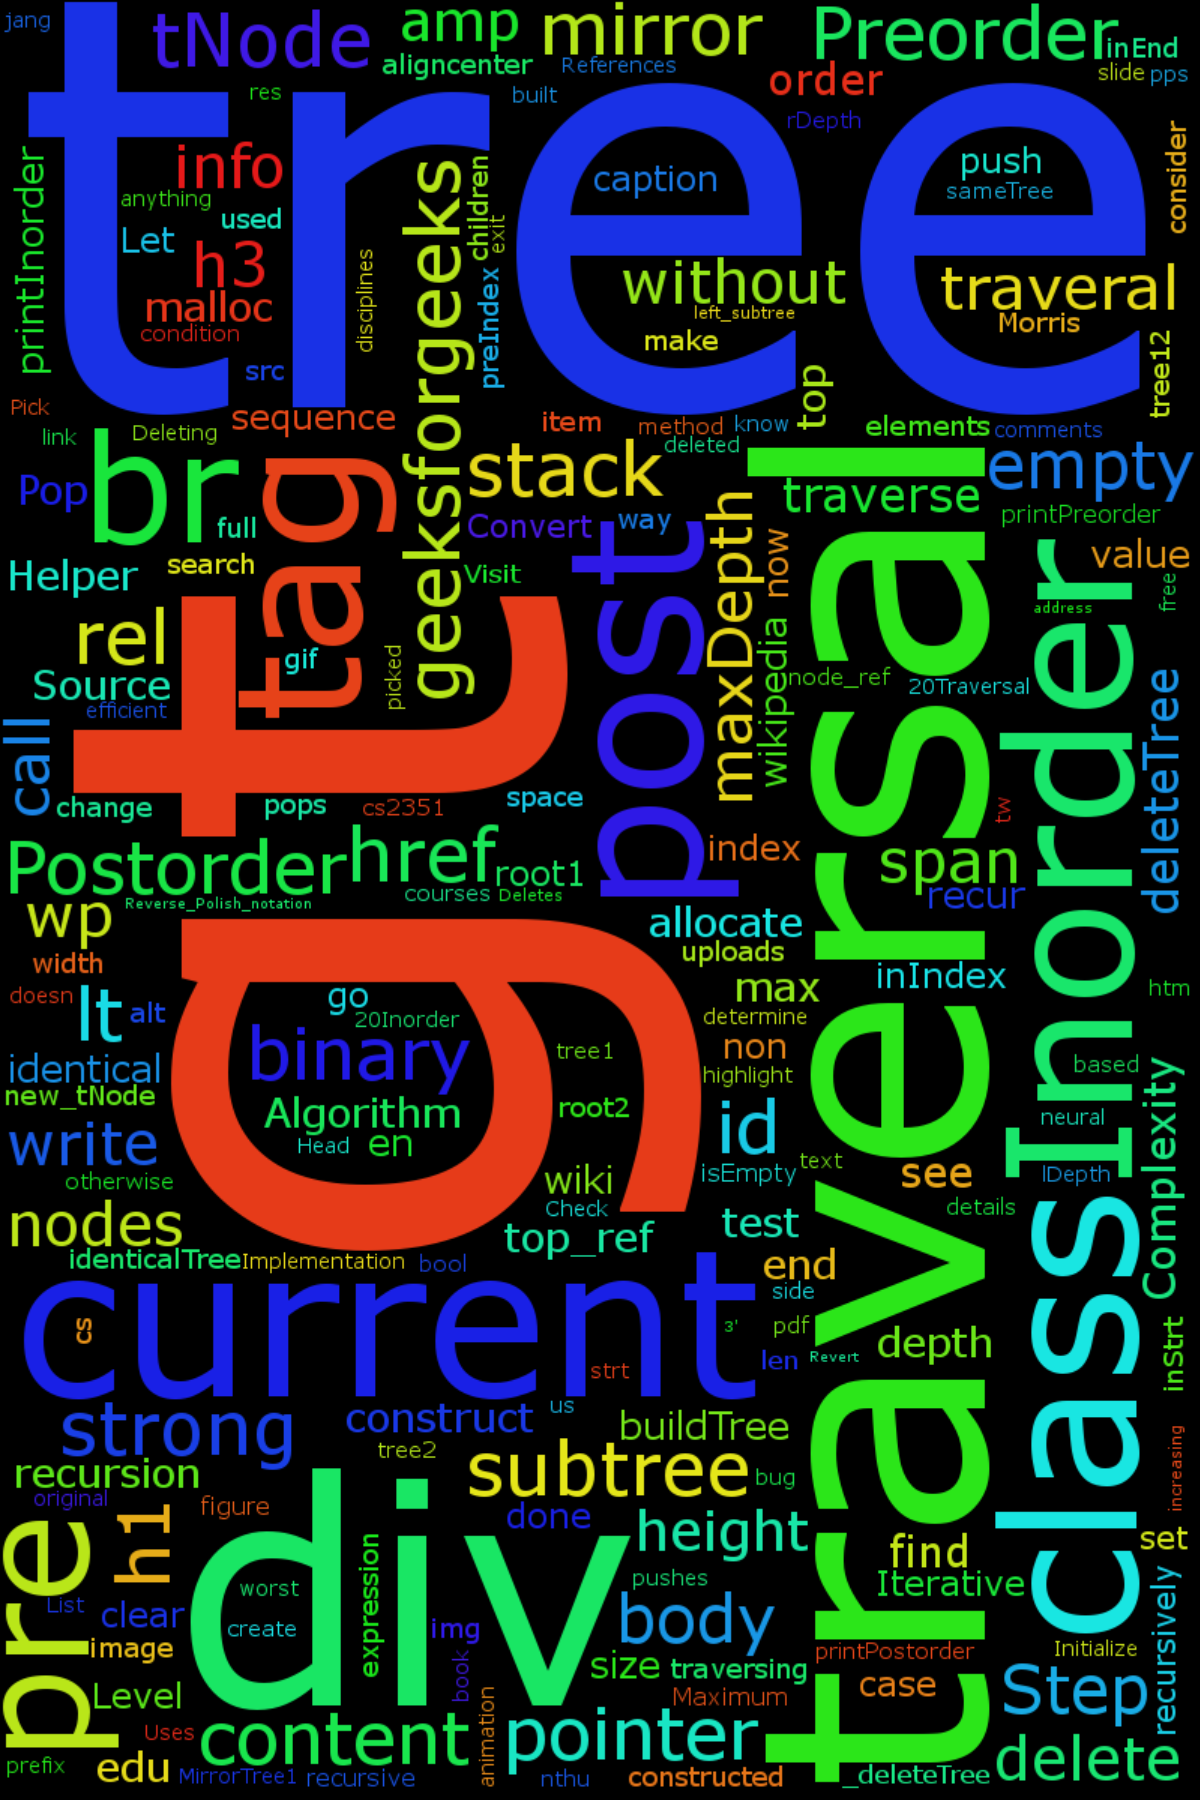 jang
tNode
amp
mirror
Preorder
inEnd
aligncenter
References
order
slide
pps
res
built
rDepth
tree
info
caption
push
consider
printInorder
anything
used
sameTree
children
exit
geeksforgeeks
Let
h3
disciplines
without
traveral
preIndex
malloc
left_subtree
Morris
condition
make
tree12
src
top
Pick
sequence
item
method
know
elements
comments
link
Deleting
deleted
br
tag
stack
empty
Pop
traverse
full
Convert
way
printPreorder
post
maxDepth
now
traversal
search
Visit
value
Helper
address
free
Inorder
rel
gif
picked
wikipedia
Source
node_ref
20Traversal
deleteTree
efficient
gt
call
change
pops
cs2351
space
tw
Postorder
href
root1
index
span
courses
Deletes
recur
wp
Reverse_Polish_notation
allocate
uploads
width
inIndex
doesn
lt
alt
go
max
htm
20Inorder
determine
binary
tree1
non
identical
based
new_tNode
highlight
Algorithm
root2
id
neural
write
Head
en
Complexity
otherwise
wiki
isEmpty
text
see
lDepth
nodes
Check
details
top_ref
test
class
identicalTree
Implementation
bool
end
current
side
cs
3'
pdf
depth
inStrt
strt
len
Revert
strong
construct
us
buildTree
tree2
recursion
subtree
bug
increasing
original
figure
h1
done
height
pre
div
find
set
expression
worst
pushes
Iterative
List
clear
create
img
body
recursively
image
book
printPostorder
Initialize
size
traversing
Level
Maximum
case
Step
Uses
content
animation
pointer
prefix
edu
MirrorTree1
recursive
nthu
constructed
_deleteTree
delete